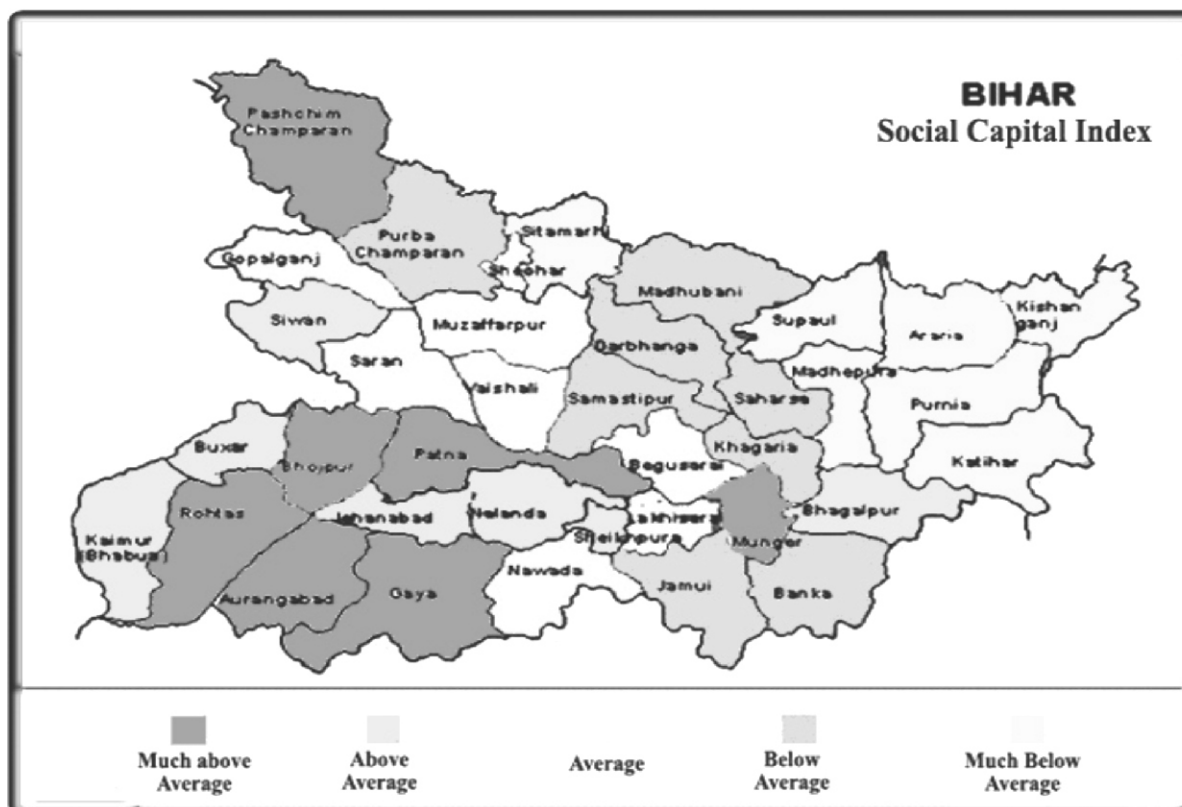 BIHAR
Social Capital Index
Pashchim
Champaran
Purba
Champaran
Sitamarhi
Gopalganj
Sheohar
Madhubani
Kishan
ganj
Siwan
Muzaffarpur
Supaul
Araria
Saran
Darbhanga
Madhepura
Vaishali
Samastipur
Saharsa
Purnia
Buxar
Patna
Khagaria
Bhojpur
Begusarai
Katihar
Rohtas
Jehanabad
Nalanda
Lakhiserai
Bhagalpur
Kaimur
(Bhabua)
Sheikhpura
Munger
Nawada
Aurangabad
Gaya
Jamui
Banka
Much above
Average
Above
Average
Average
Below
Average
Much Below
Average